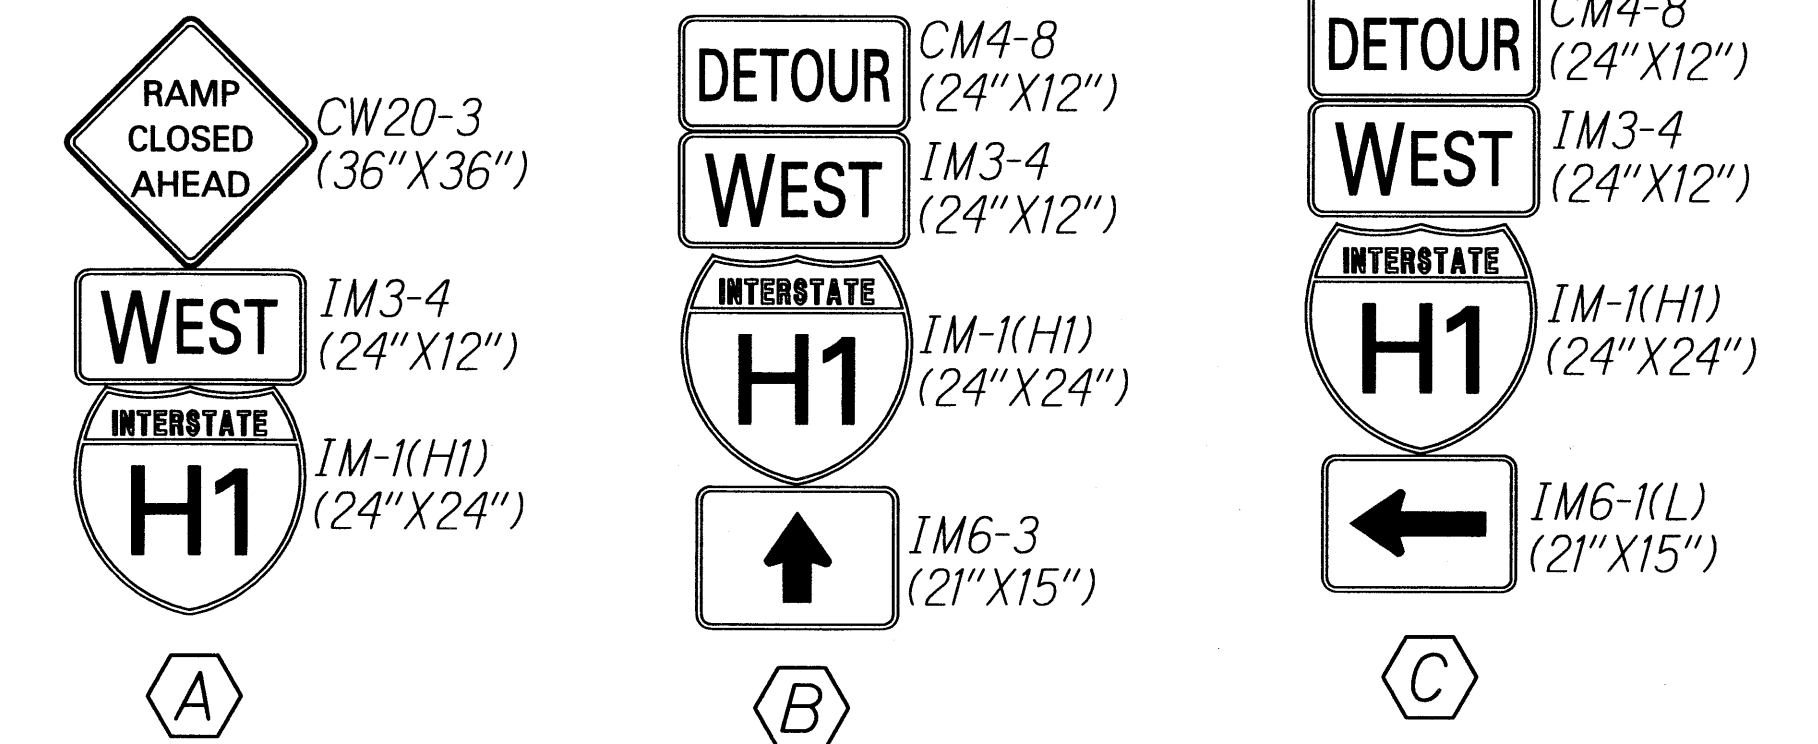 RAMP
CLOSED
AHEAD
CW20-3
(36"X36")
WEST
IM3-4
(24"X12")
INTERSTATE
H1
IM-1(H1)
(24"X24")
A
DETOUR
CM4-8
(24"X12")
WEST
IM3-4
(24"X12")
INTERSTATE
H1
IM-1(H1)
(24"X24")
IM6-3
(21"X15")
B
DETOUR
CM4-8
(24"X12")
WEST
IM3-4
(24"X12")
INTERSTATE
H1
IM-1(H1)
(24"X24")
IM6-1(L)
(21"X15")
C